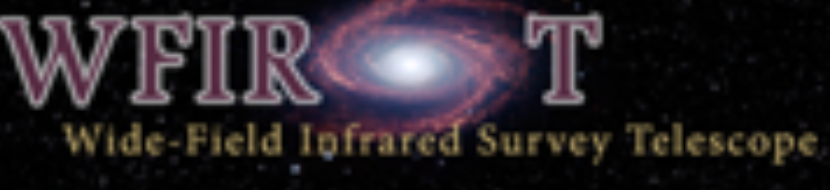 WFIR T
Wide-Field Infrared Survey Telescope